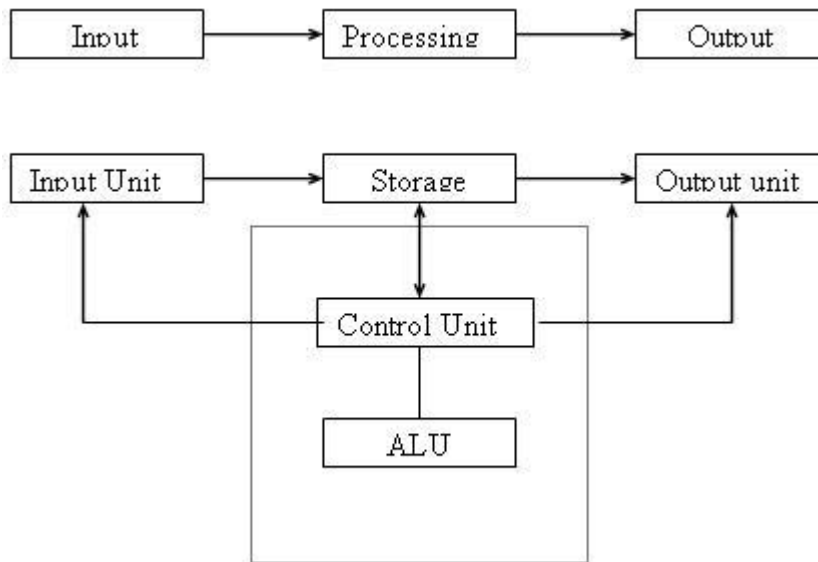 Input
Processing
Output
Input Unit
Storage
Output unit
Control Unit
ALU